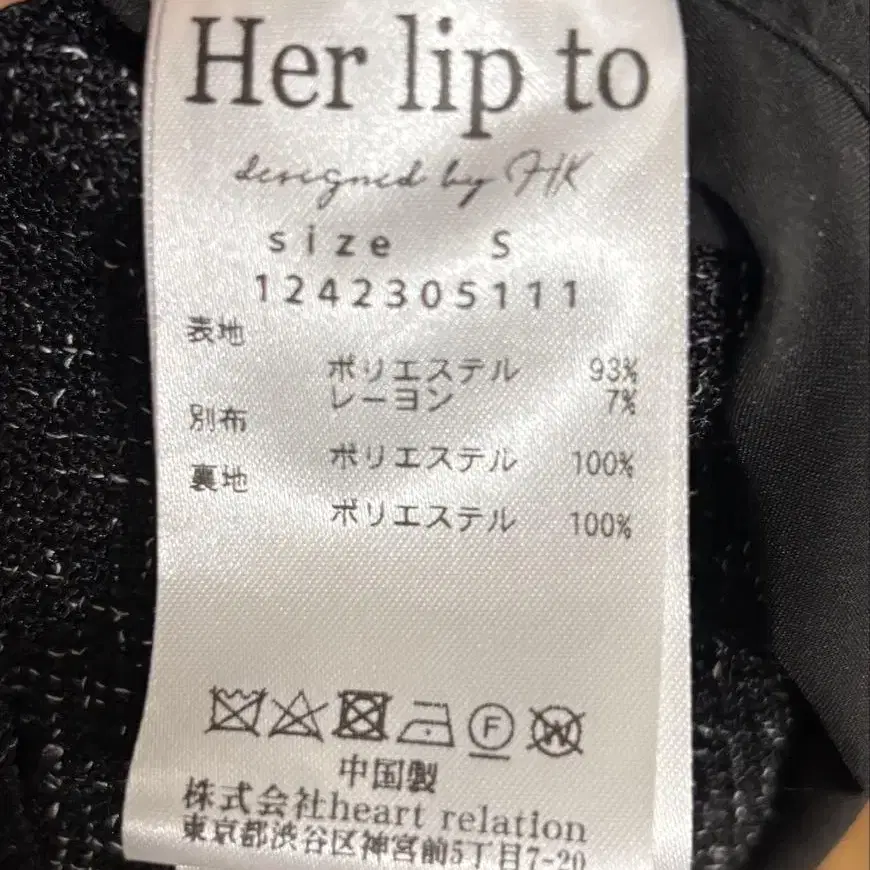 Her lip to
designed by HK
size S
1242305111
表地
ポリエステル 93%
レーヨン 7%
別布
ポリエステル 100%
裏地
ポリエステル 100%
F
W
中国製
株式会社heart relation
東京都渋谷区神宮前5丁目7-20